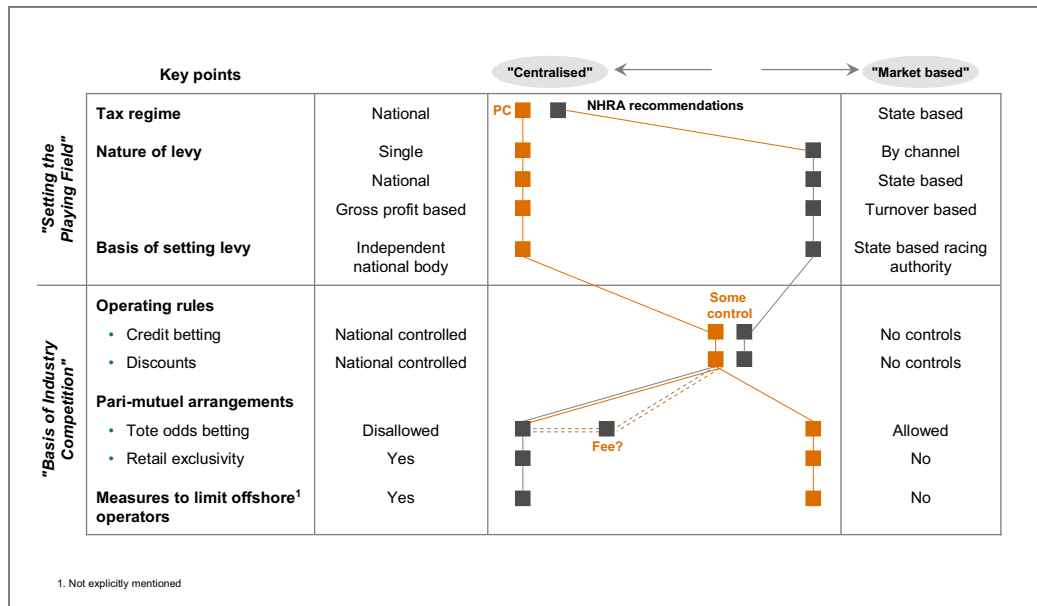 Key points
"Centralised"
"Market based"
"Setting the
Playing Field"
Tax regime
National
PC
NHRA recommendations
State based
Nature of levy
Single
By channel
National
State based
Gross profit based
Turnover based
Basis of setting levy
Independent
national body
State based racing
authority
"Basis of Industry
Competition"
Operating rules
Some
control
• Credit betting
National controlled
No controls
• Discounts
National controlled
No controls
Pari-mutuel arrangements
• Tote odds betting
Disallowed
Fee?
Allowed
• Retail exclusivity
Yes
No
Measures to limit offshore1
operators
Yes
No
1. Not explicitly mentioned